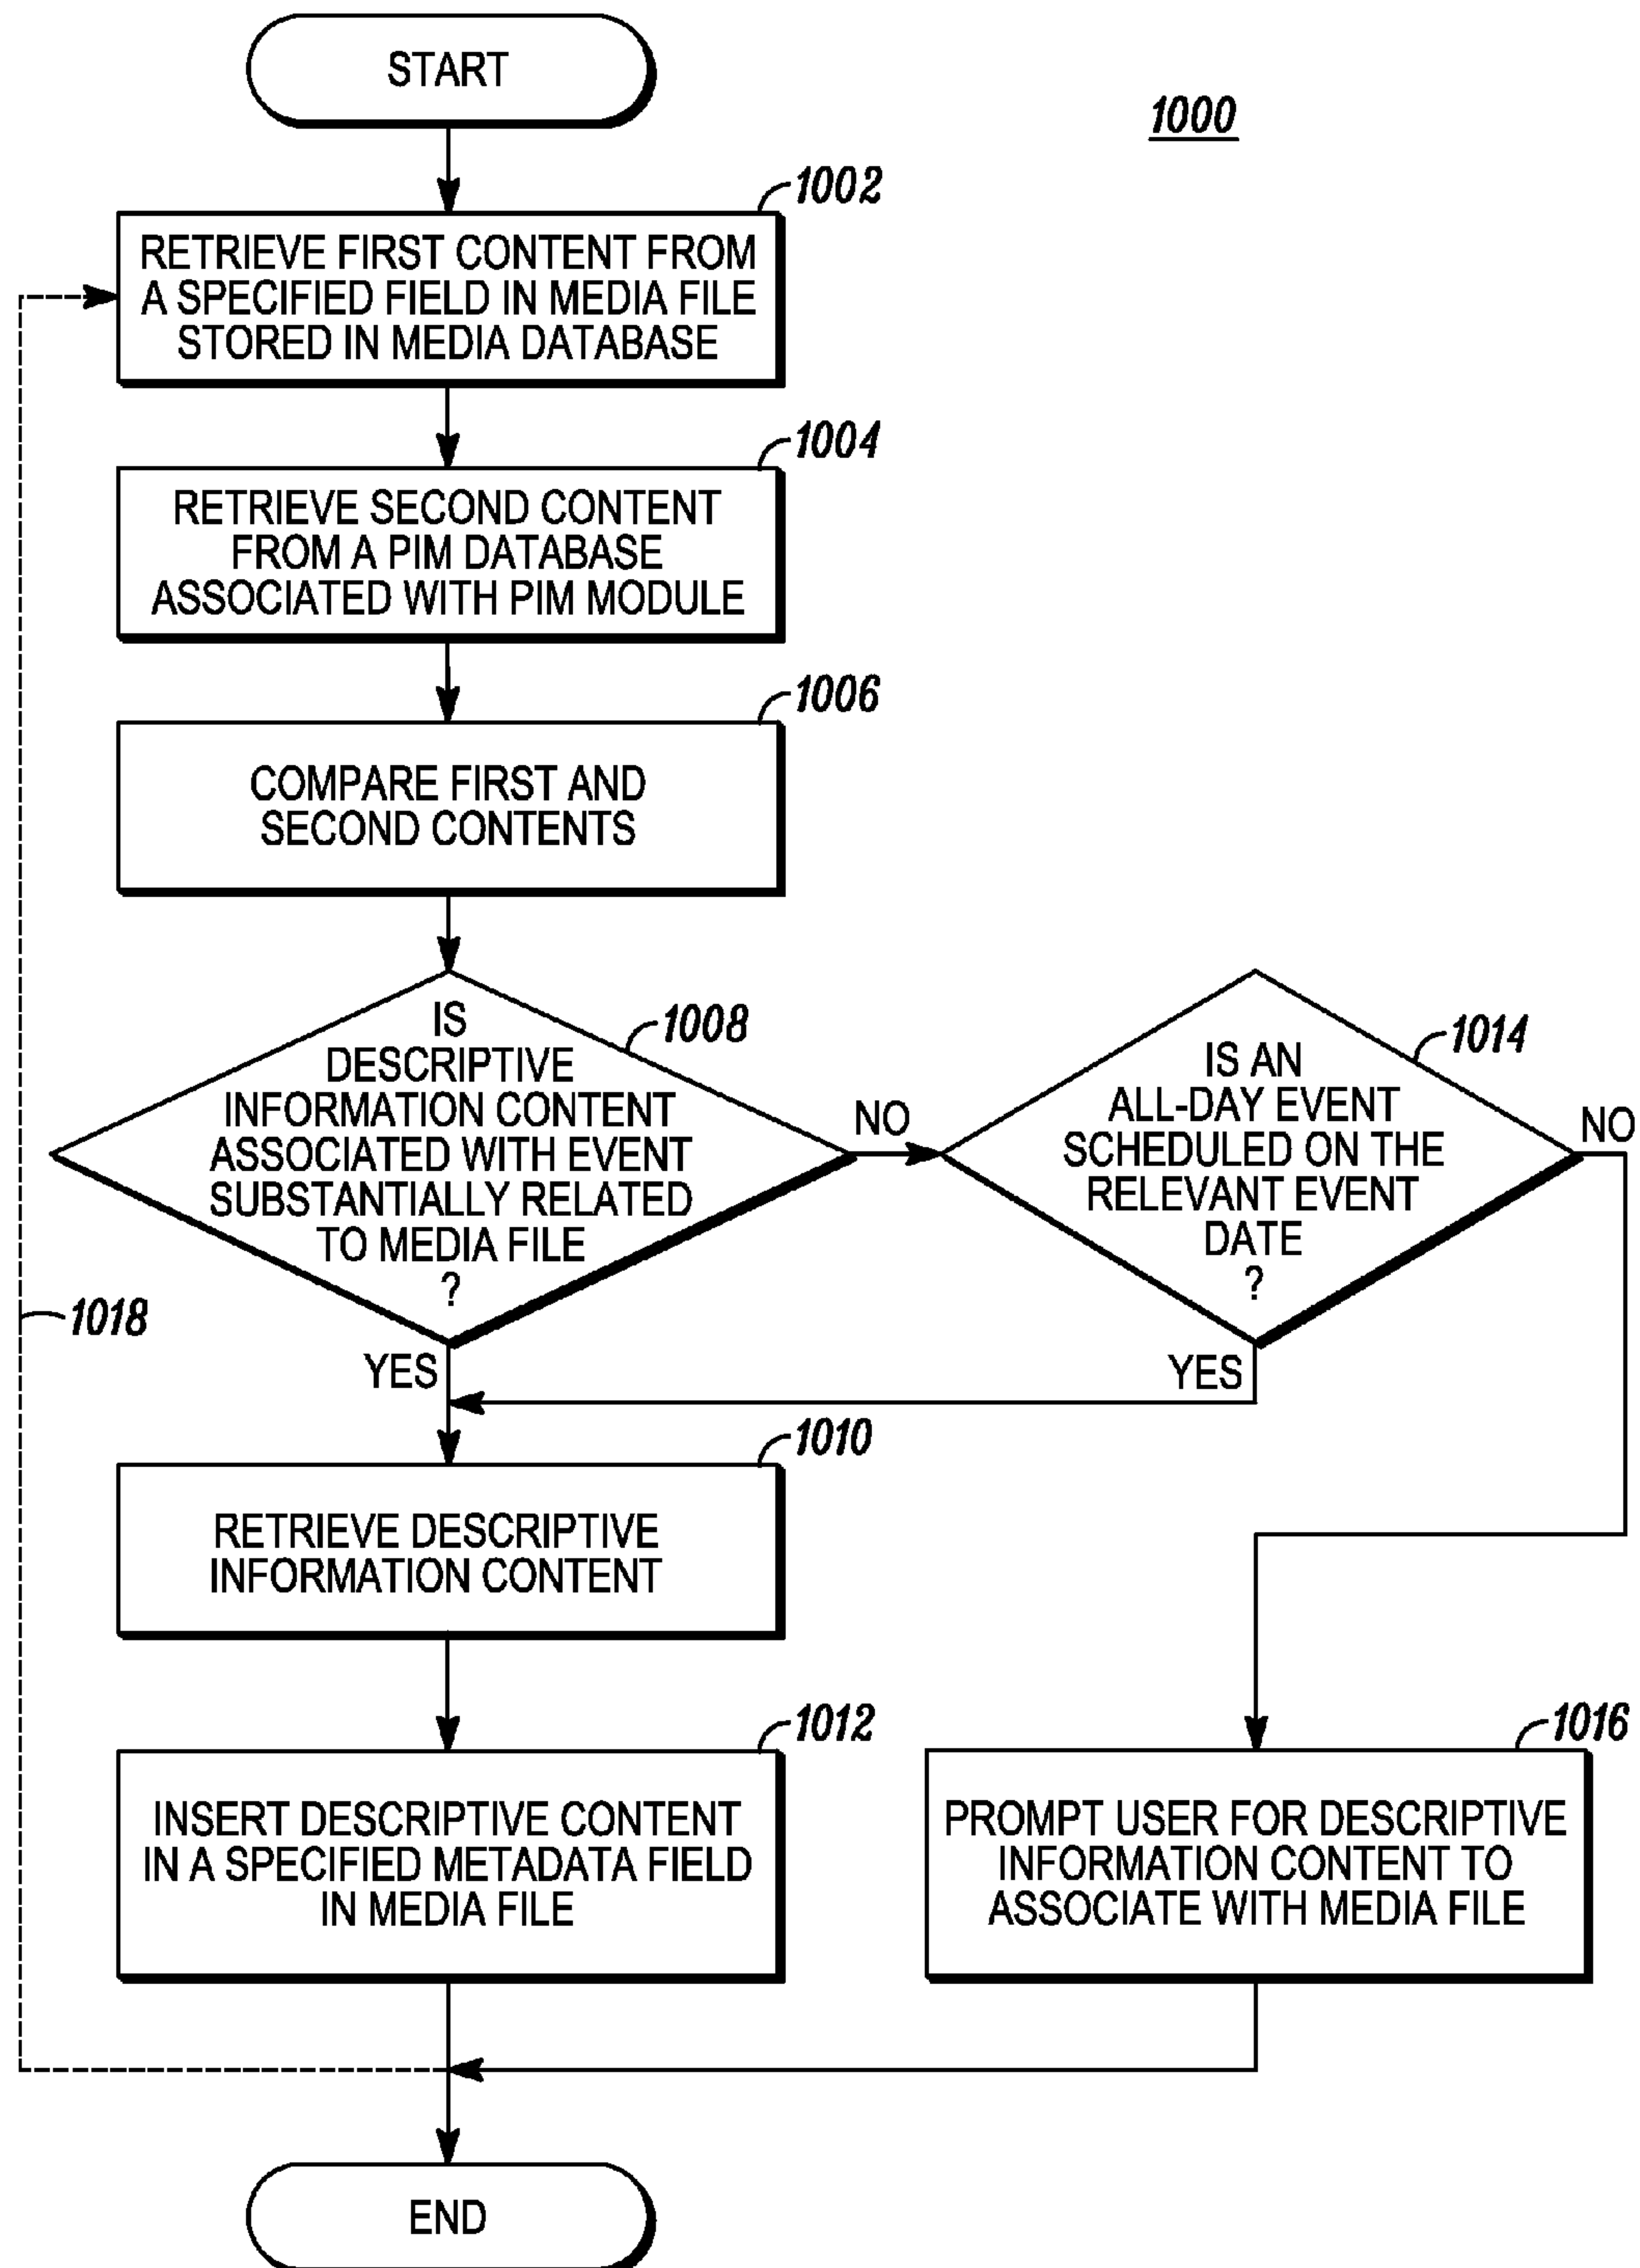 START
1000
1002
RETRIEVE FIRST CONTENT FROM
A SPECIFIED FIELD IN MEDIA FILE
STORED IN MEDIA DATABASE
1004
RETRIEVE SECOND CONTENT
FROM A PIM DATABASE
ASSOCIATED WITH PIM MODULE
1006
COMPARE FIRST AND
SECOND CONTENTS
1008
IS
DESCRIPTIVE
INFORMATION CONTENT
ASSOCIATED WITH EVENT
SUBSTANTIALLY RELATED
TO MEDIA FILE
?
NO
1014
IS AN
ALL-DAY EVENT
SCHEDULED ON THE
RELEVANT EVENT
DATE
?
NO
1018
YES
YES
1010
RETRIEVE DESCRIPTIVE
INFORMATION CONTENT
1012
INSERT DESCRIPTIVE CONTENT
IN A SPECIFIED METADATA FIELD
IN MEDIA FILE
1016
PROMPT USER FOR DESCRIPTIVE
INFORMATION CONTENT TO
ASSOCIATE WITH MEDIA FILE
END